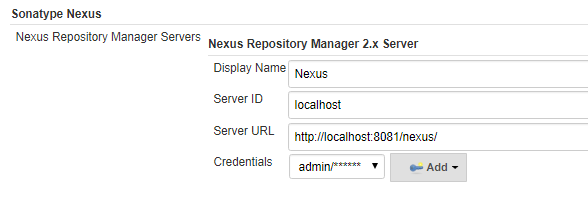 Sonatype Nexus
Nexus Repository Manager Servers
Nexus Repository Manager 2.x Server
Display Name Nexus
Server ID localhost
Server URL http://localhost:8081/nexus/
Credentials admin/****** Add